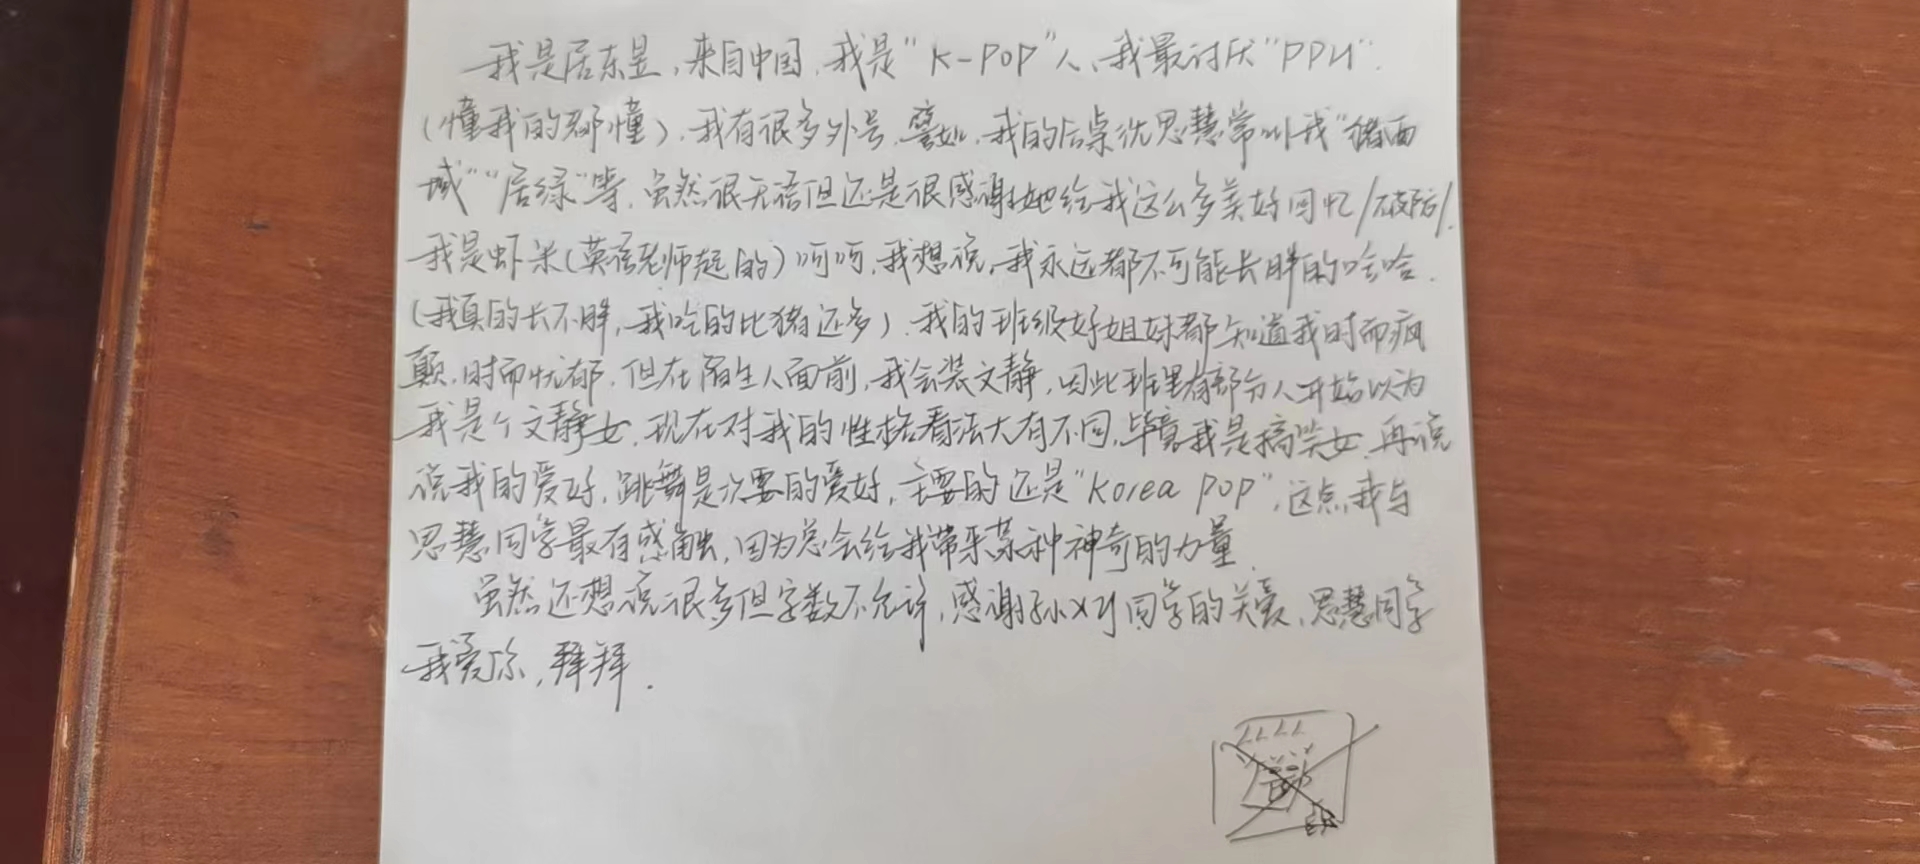 我是居东昱,来自中国,我是“K-POP”人、我最讨厌“PPU”.
(懂我的都懂).我有很多外号,譬如,我的后桌沈思慧常叫我“猪西
域”“居绿”等,虽然很无语但还是很感谢她给我这么多美好回忆/破防/.
我是虾米(英语老师起的)呵呵,我想说,我永远都不可能长胖的哈哈.
(我真的长不胖,我吃的比猪还多).我的班级好姐妹都知道我时而疯
颠,时而忧郁.但在陌生人面前,我会装文静,因此班里有部分人开始以为
我是个文静女,现在对我的性格看法大有不同,毕竟我是搞笑女.再说
说我的爱好,跳舞是次要的爱好,主要的还是“Korea pop”,这点,我与
思慧同学最有感触,因为总会给我带来某种神奇的力量.
虽然还想说很多但字数不允许,感谢孙XY同学的关爱、思慧同学
我爱你,拜拜.